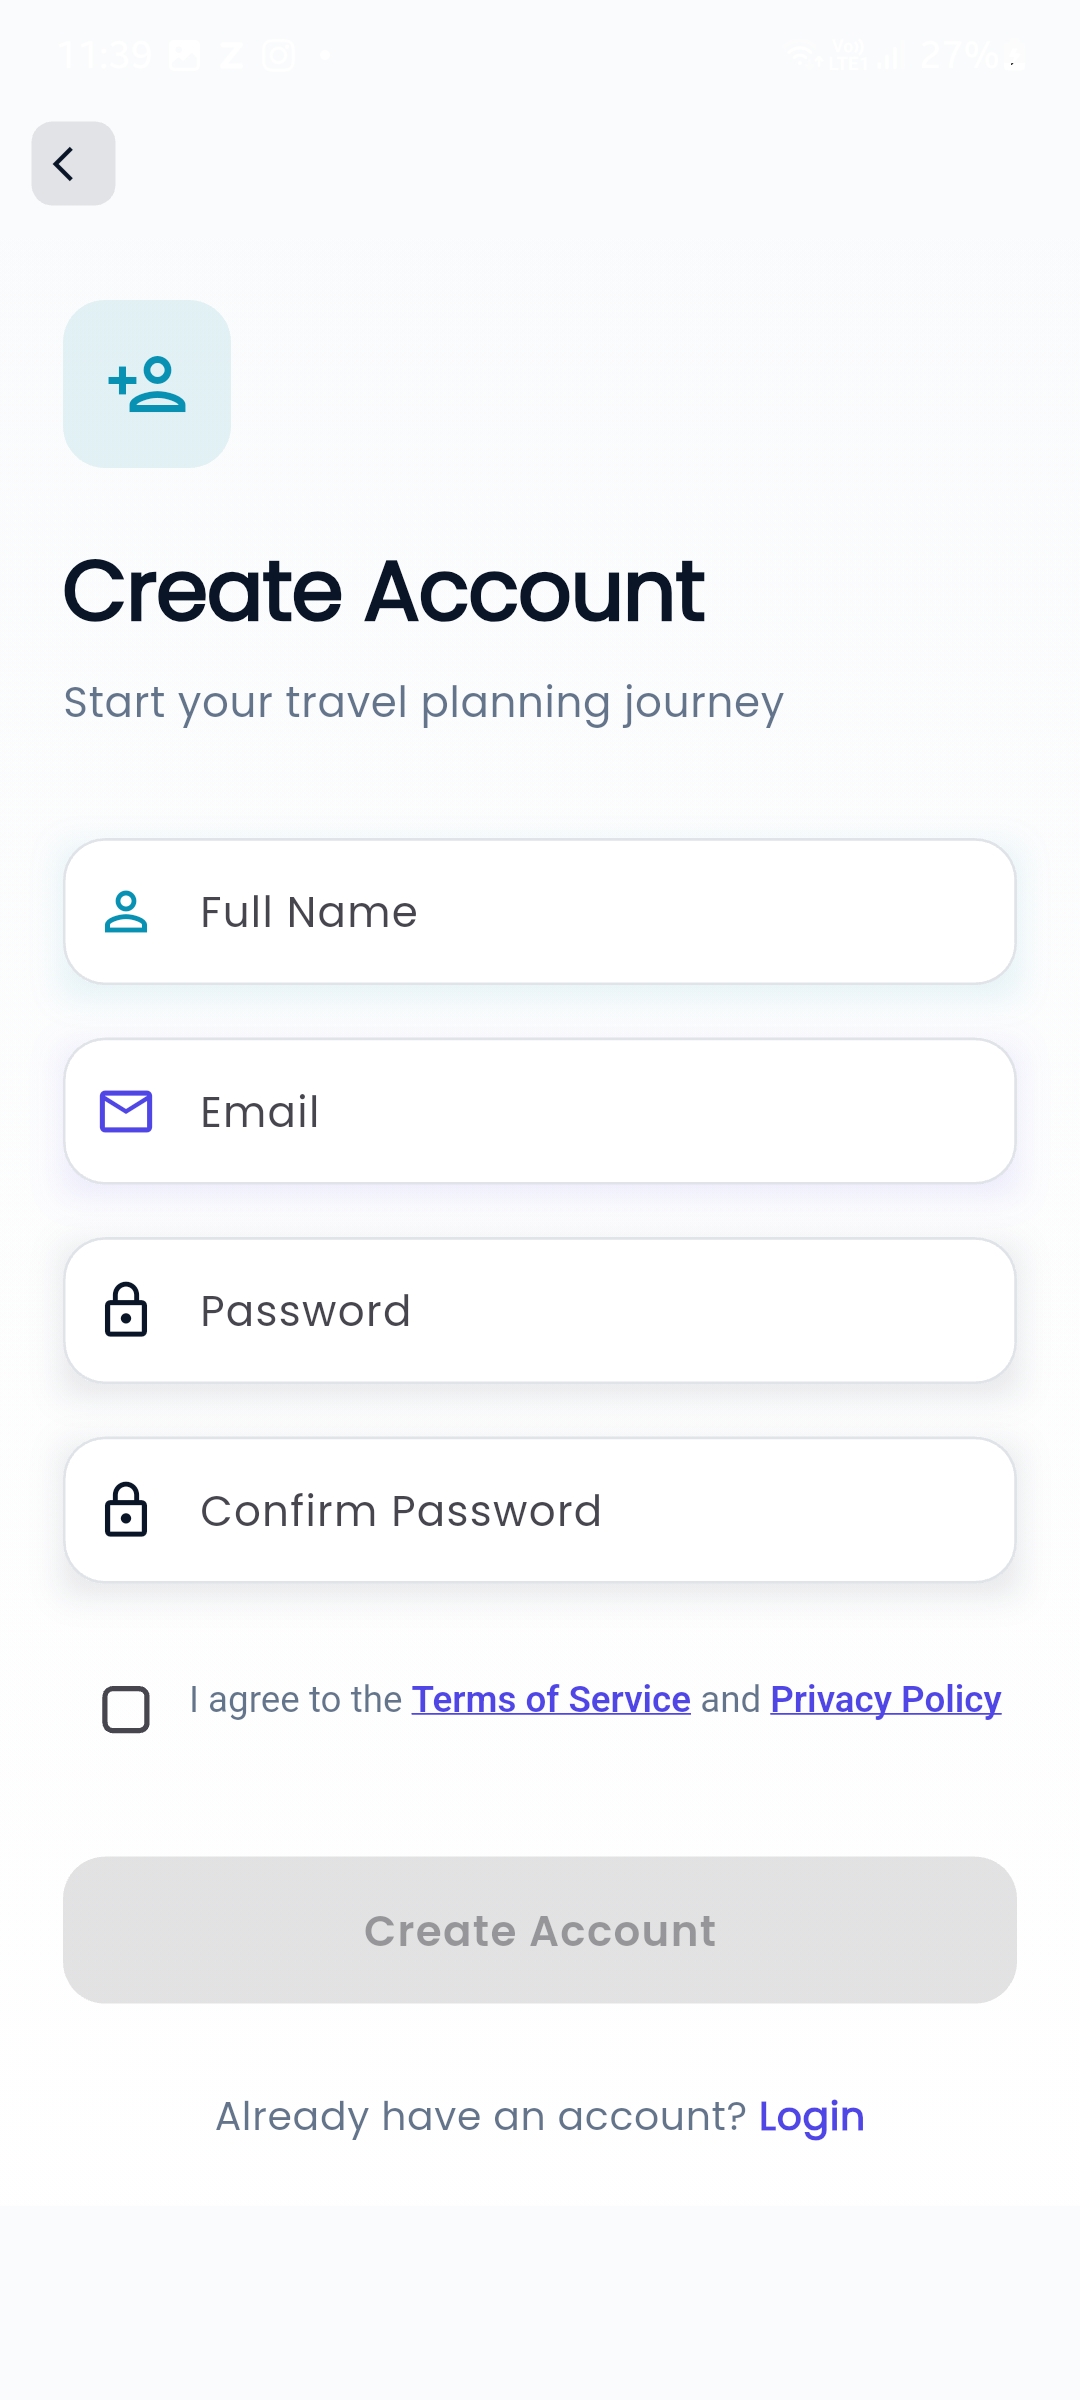 11:39 Z 27%
Create Account
Start your travel planning journey
Full Name
Email
Password
Confirm Password
I agree to the Terms of Service and Privacy Policy
Create Account
Already have an account? Login